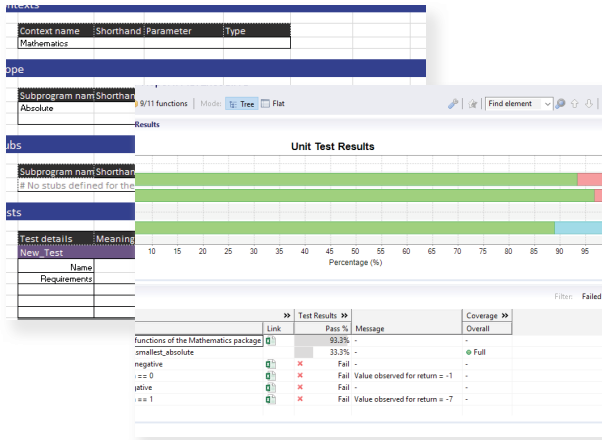 ntexts
Context name Shorthand Parameter Type
Mathematics
ope
Subprogram nam Shorthan
Absolute
ubs
Subprogram nam Shorthan
# No stubs defined for the
sts
Test details Meaning
New_Test
Name
Requirements
9/11 functions Mode: Tree Flat Find element
Results
Unit Test Results
10 15 20 25 30 35 40 45 50 55 60 65 70 75 80 85 90 95
Percentage (%)
Filter: Failed
Test Results Coverage
Link Pass % Message Overall
functions of the Mathematics package 93.3% - -
smallest_absolute 33.3% - Full
negative Fail - -
== 0 Fail Value observed for return = -1 -
gative Fail - -
== 1 Fail Value observed for return = -7 -